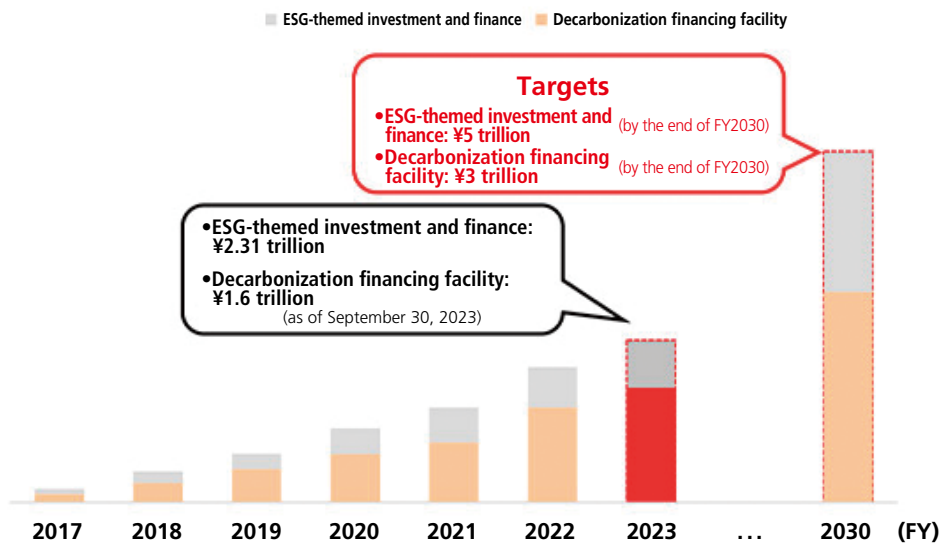 ESG-themed investment and finance Decarbonization financing facility
Targets
•ESG-themed investment and
finance: ¥5 trillion (by the end of FY2030)
•Decarbonization financing
facility: ¥3 trillion (by the end of FY2030)
•ESG-themed investment and finance:
¥2.31 trillion
•Decarbonization financing facility:
¥1.6 trillion
(as of September 30, 2023)
2017 2018 2019 2020 2021 2022 2023 ... 2030 (FY)